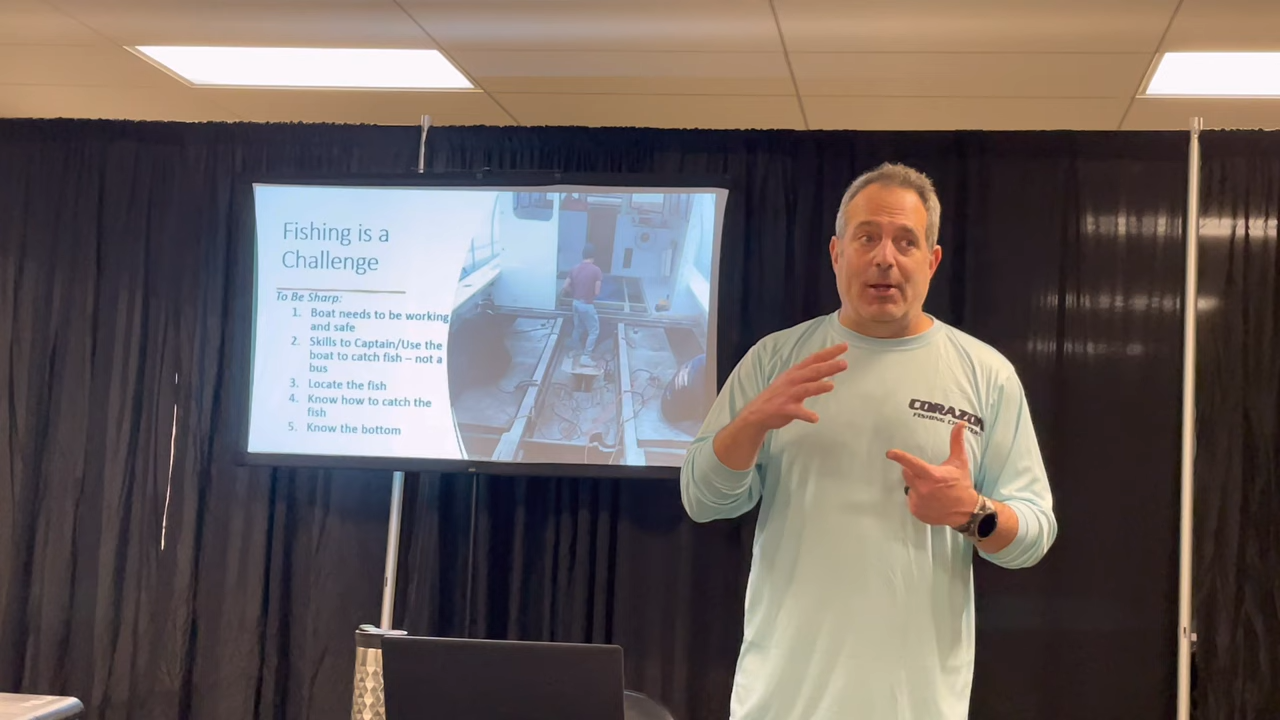 Fishing is a
Challenge
To Be Sharp:
1. Boat needs to be working
and safe
2. Skills to Captain/Use the
boat to catch fish – not a
bus
3. Locate the fish
4. Know how to catch the
fish
5. Know the bottom
CORAZON
FISHING